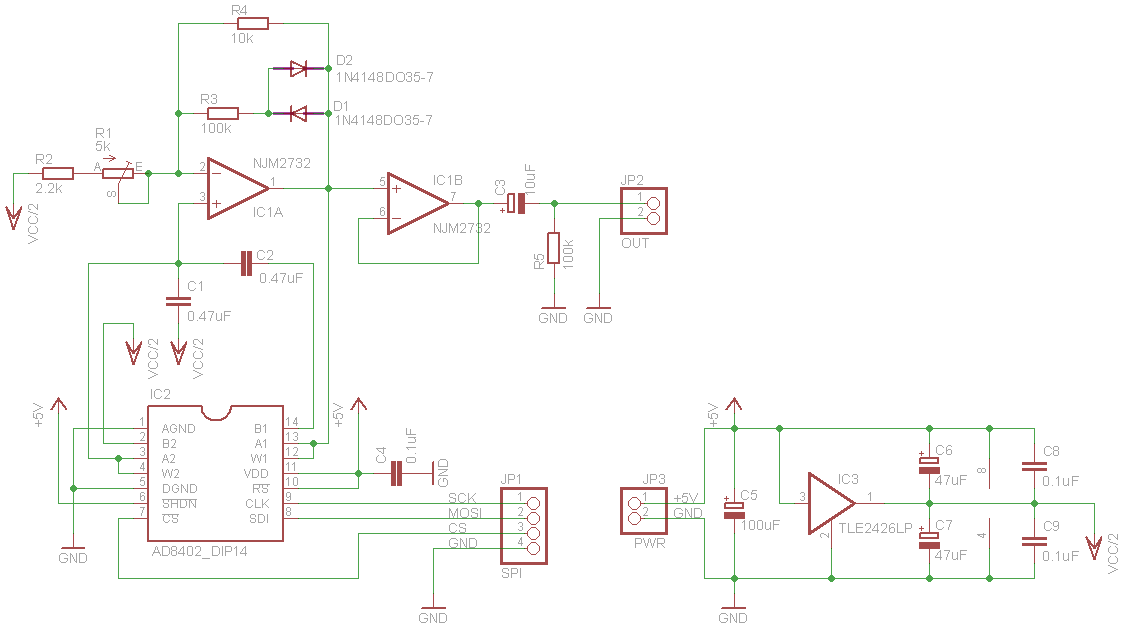 R4
10k
D2
1N4148DO35-7
R3
100k
D1
1N4148DO35-7
R1
5k
A
E
S
R2
2.2k
VCC/2
NJM2732
2
3
1
IC1A
IC1B
5
6
7
NJM2732
C3
10uF
JP2
1
2
OUT
R5
100k
GND
GND
C2
0.47uF
C1
0.47uF
VCC/2
VCC/2
IC2
+5V
+5V
1
AGND
B1
14
2
B2
A1
13
3
A2
W1
12
4
W2
VDD
11
5
DGND
RS
10
6
SHDN
CLK
9
7
CS
SDI
8
AD8402_DIP14
GND
C4
0.1uF
GND
JP1
SCK
1
MOSI
2
CS
3
GND
4
SPI
GND
JP3
1
+5V
2
GND
PWR
+5V
C5
100uF
GND
IC3
3
1
2
TLE2426LP
C6
47uF
C7
47uF
8
4
C8
0.1uF
C9
0.1uF
VCC/2